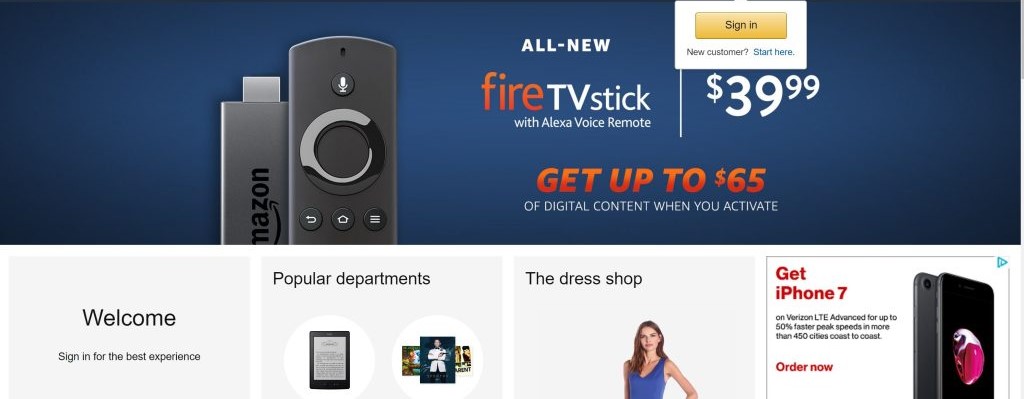 Sign in
New customer? Start here.
ALL-NEW
fireTVstick
with Alexa Voice Remote
$39.99
GET UP TO $65
OF DIGITAL CONTENT WHEN YOU ACTIVATE
amazon
Welcome
Sign in for the best experience
Popular departments
The dress shop
Get
iPhone 7
on Verizon LTE Advanced for up to
50% faster peak speeds in more
than 450 cities coast to coast.
Order now